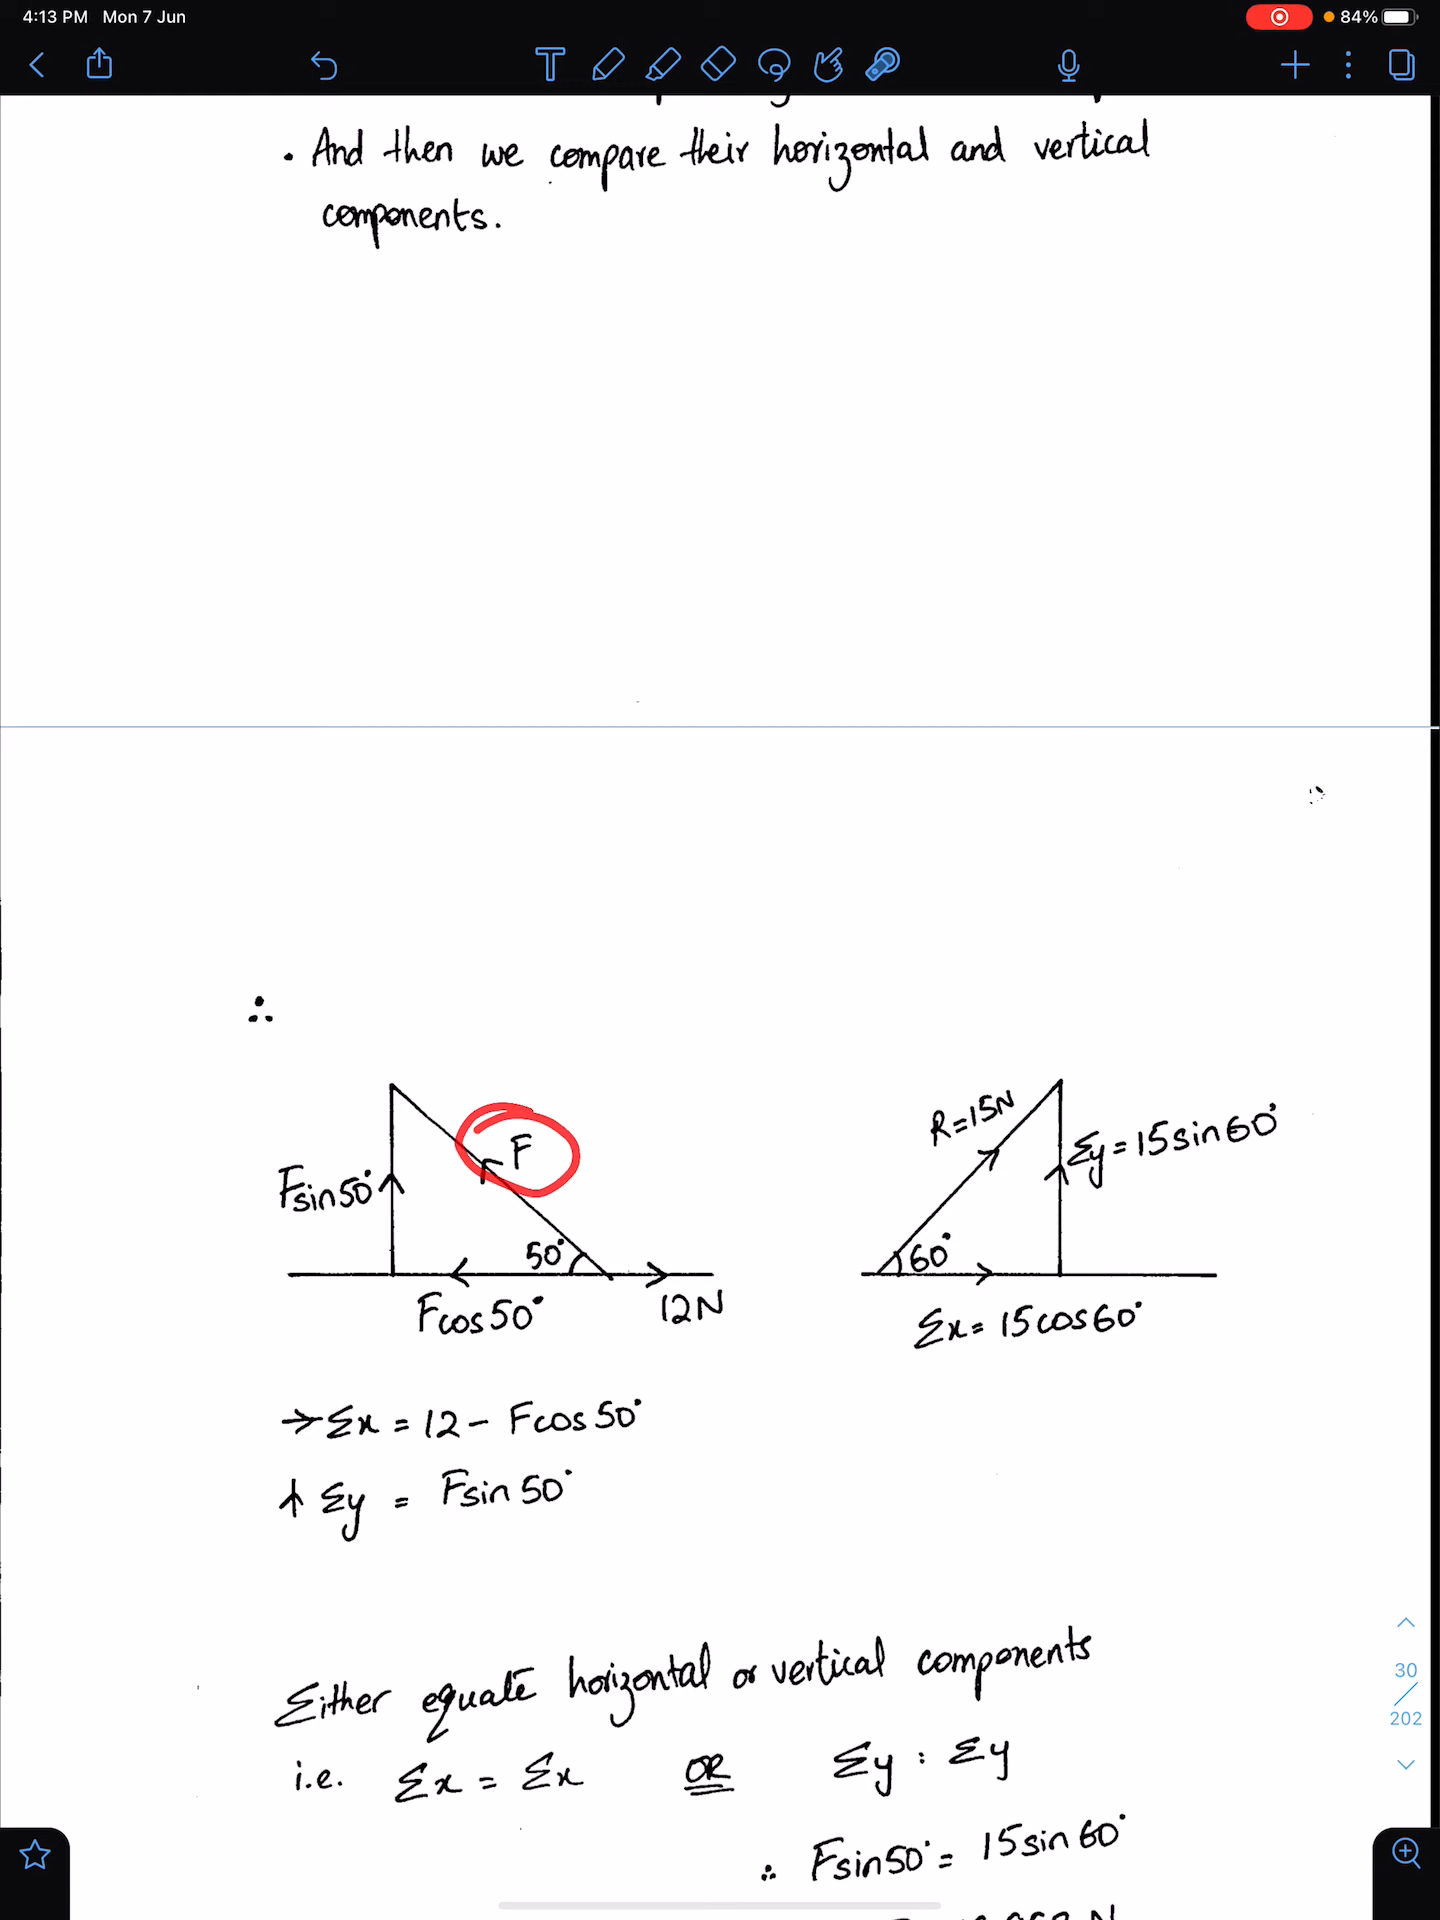 4:13 PM Mon 7 Jun
84%
• And then we compare their horizontal and vertical
components.
∴
F
Fsin50°
50°
Fcos50°
12N
R=15N
Σy=15sin60°
60°
Σx=15cos60°
→Σx = 12 - Fcos50°
↑ Σy = Fsin50°
30
/
202
Either equate horizontal or vertical components
i.e. Σx = Σx OR Σy = Σy
∴ Fsin50° = 15sin60°